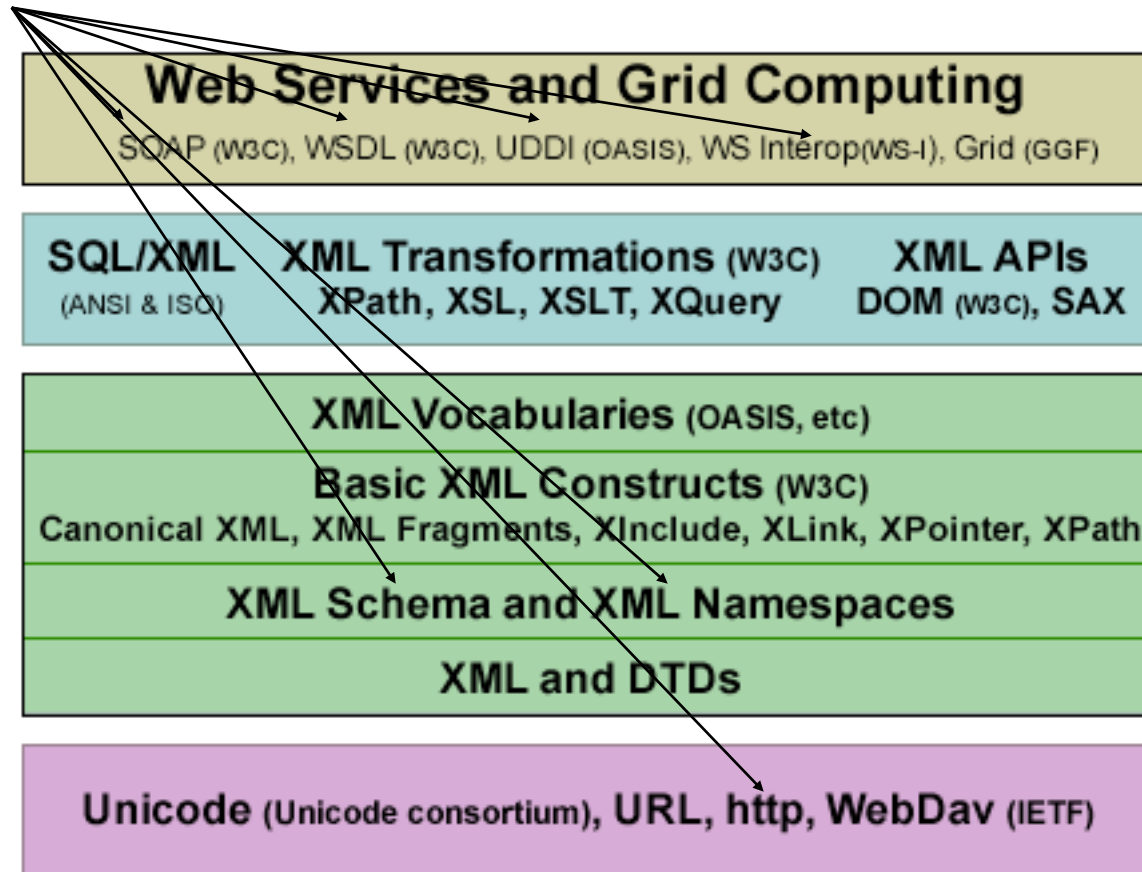 Web Services and Grid Computing
SOAP (W3C), WSDL (W3C), UDDI (OASIS), WS Interop(WS-I), Grid (GGF)
SQL/XML XML Transformations (W3C) XML APIs
(ANSI & ISO) XPath, XSL, XSLT, XQuery DOM (W3C), SAX
XML Vocabularies (OASIS, etc)
Basic XML Constructs (W3C)
Canonical XML, XML Fragments, XInclude, XLink, XPointer, XPath
XML Schema and XML Namespaces
XML and DTDs
Unicode (Unicode consortium), URL, http, WebDav (IETF)